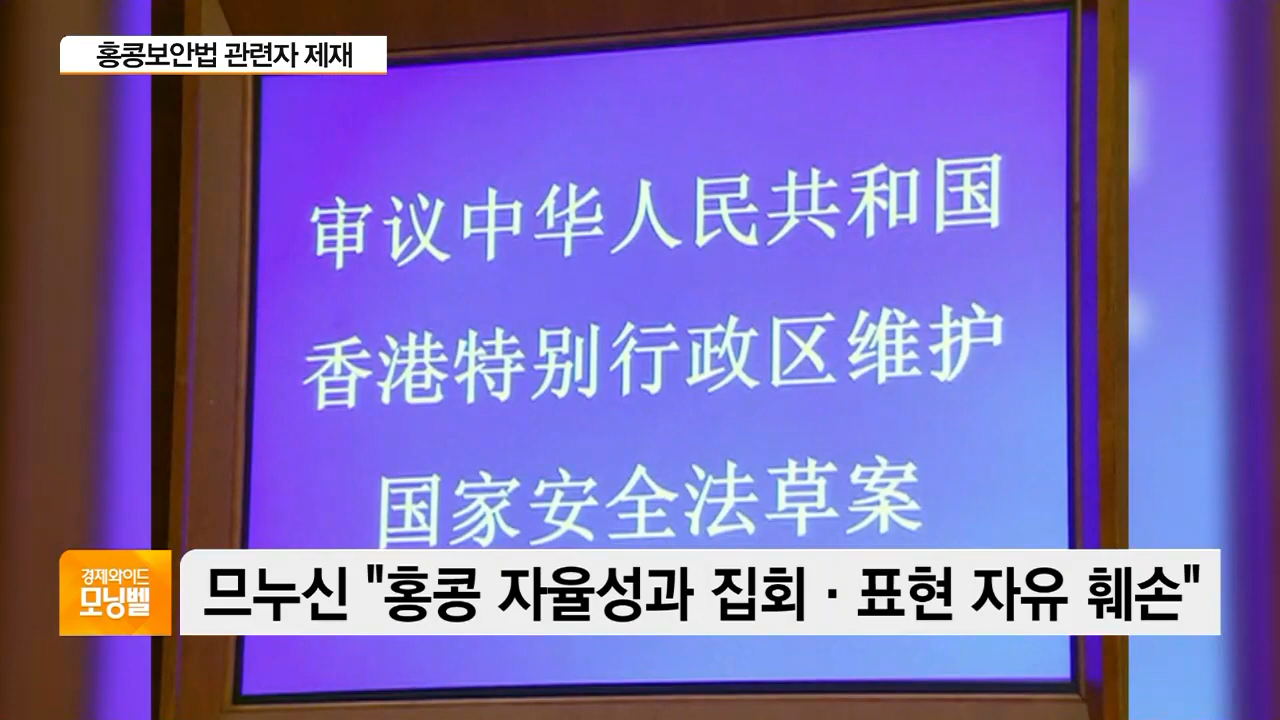 홍콩보안법 관련자 제재
审议中华人民共和国
香港特别行政区维护
国家安全法草案
경제와이드
모닝벨
므누신 "홍콩 자율성과 집회 · 표현 자유 훼손"